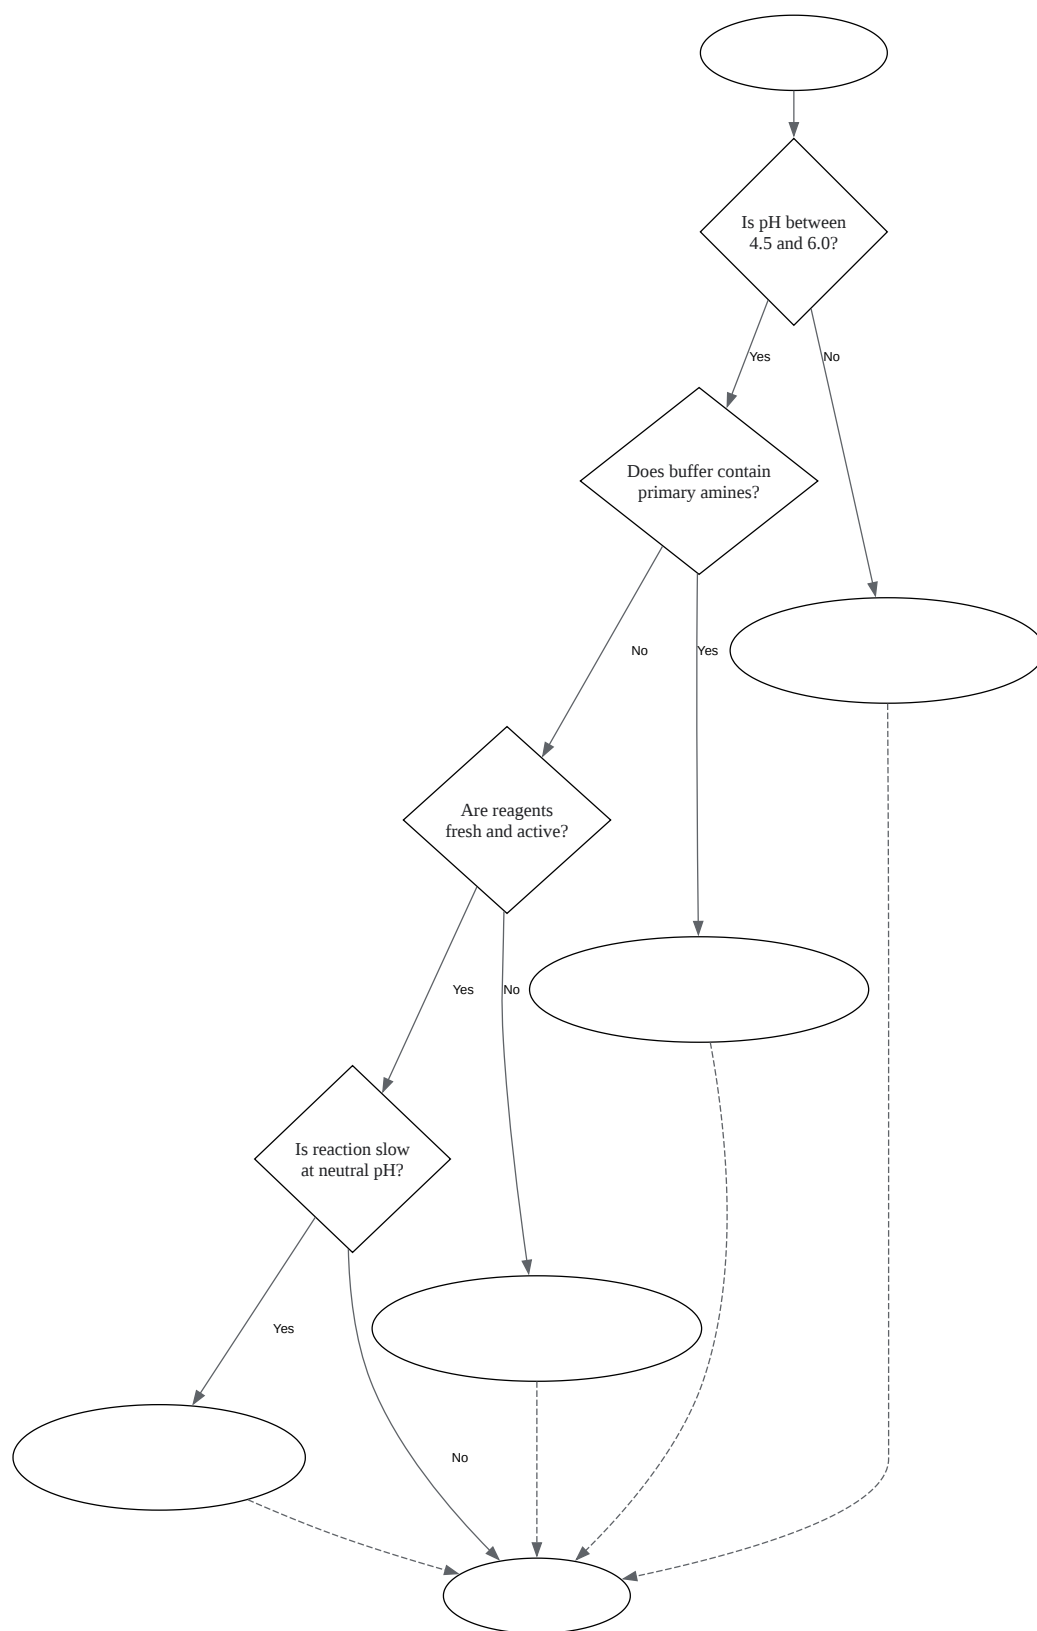 Is pH between
4.5 and 6.0?
Yes
No
Does buffer contain
primary amines?
No
Yes
Are reagents
fresh and active?
Yes
No
Is reaction slow
at neutral pH?
Yes
No